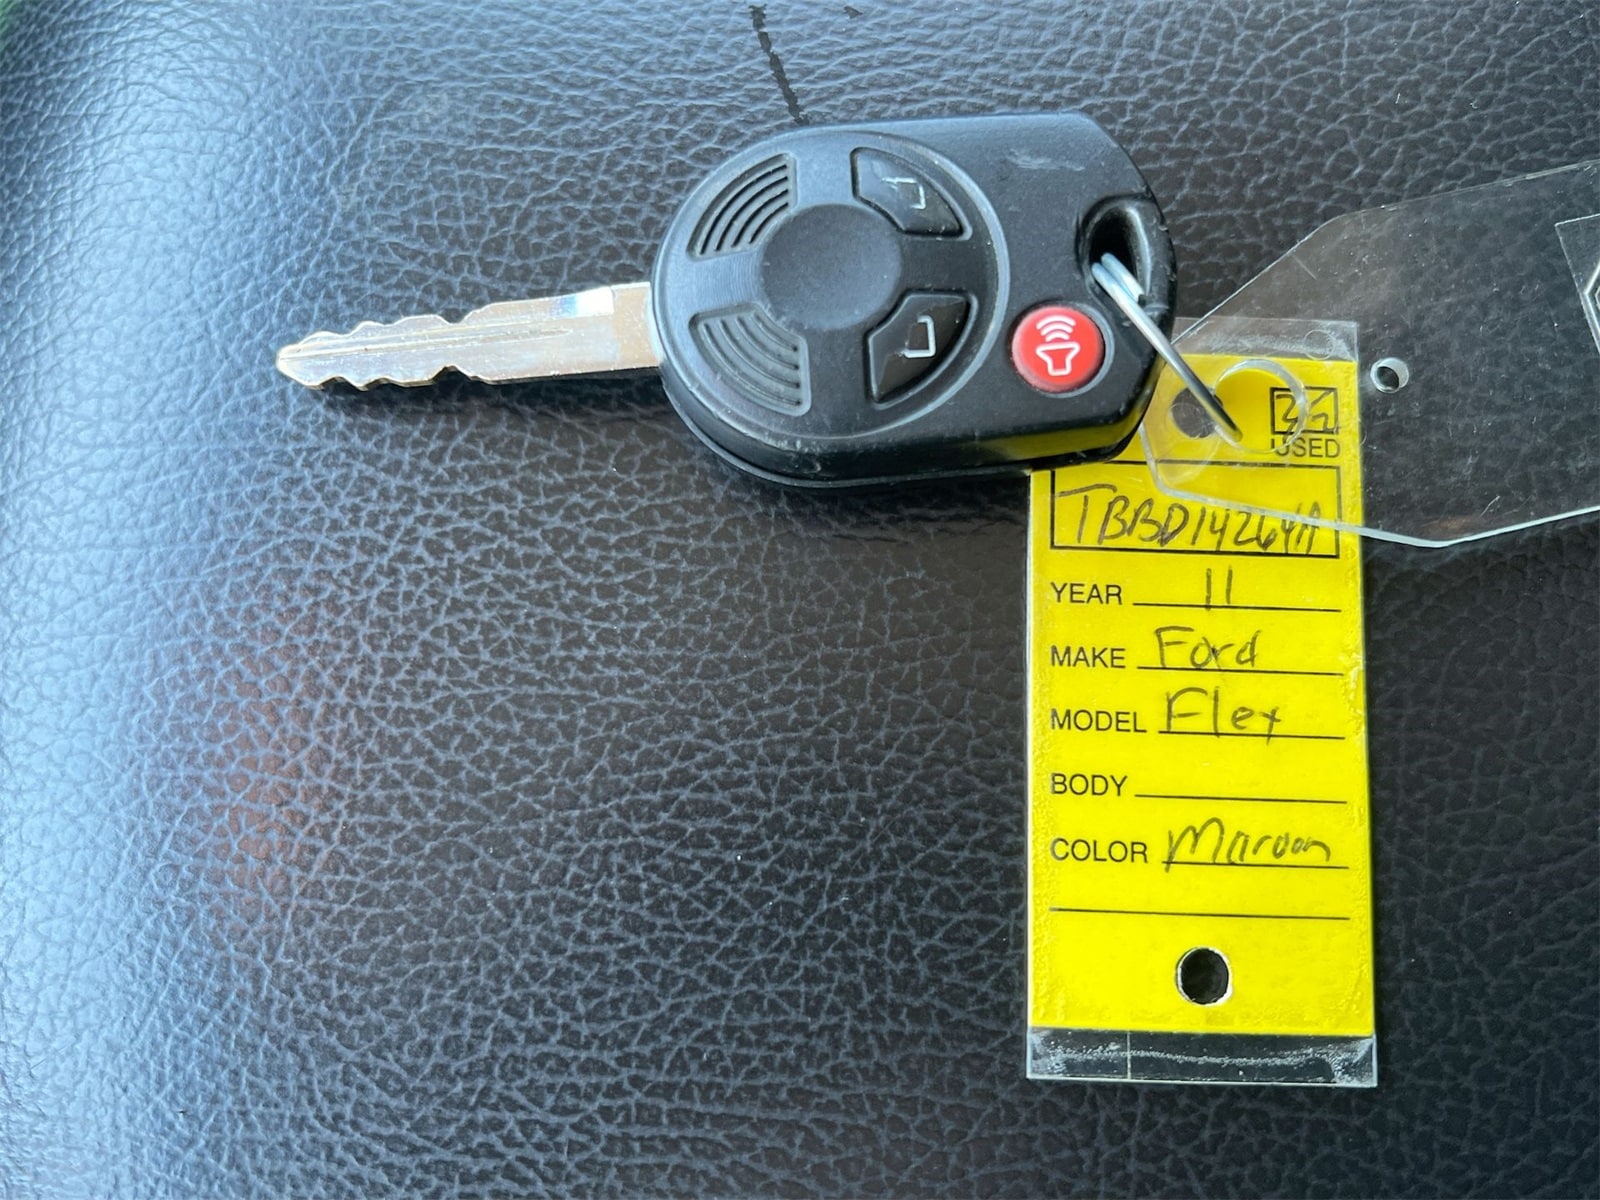 USED
TBBD14264A
YEAR 11
MAKE Ford
MODEL Flex
BODY
COLOR Maroon